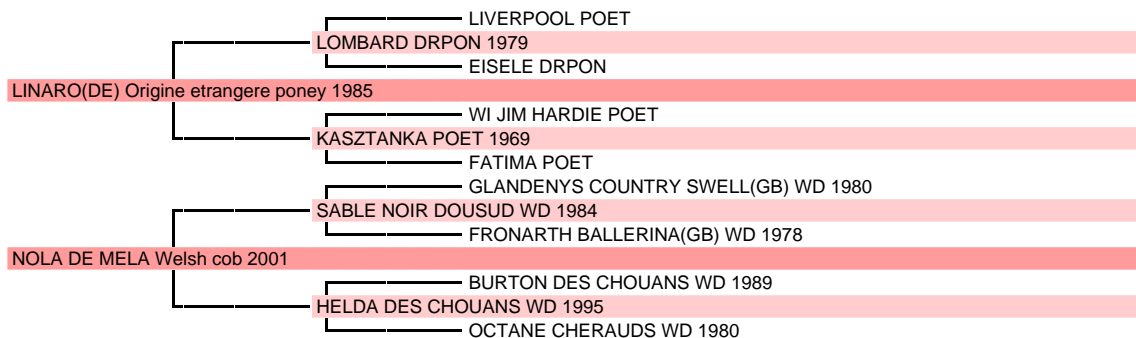 LIVERPOOL POET
LOMBARD DRPON 1979
EISELE DRPON
LINARO(DE) Origine etrangere poney 1985
WI JIM HARDIE POET
KASZTANKA POET 1969
FATIMA POET
GLANDENYS COUNTRY SWELL(GB) WD 1980
SABLE NOIR DOUSUD WD 1984
FRONARTH BALLERINA(GB) WD 1978
NOLA DE MELA Welsh cob 2001
BURTON DES CHOUANS WD 1989
HELDA DES CHOUANS WD 1995
OCTANE CHERAUDS WD 1980